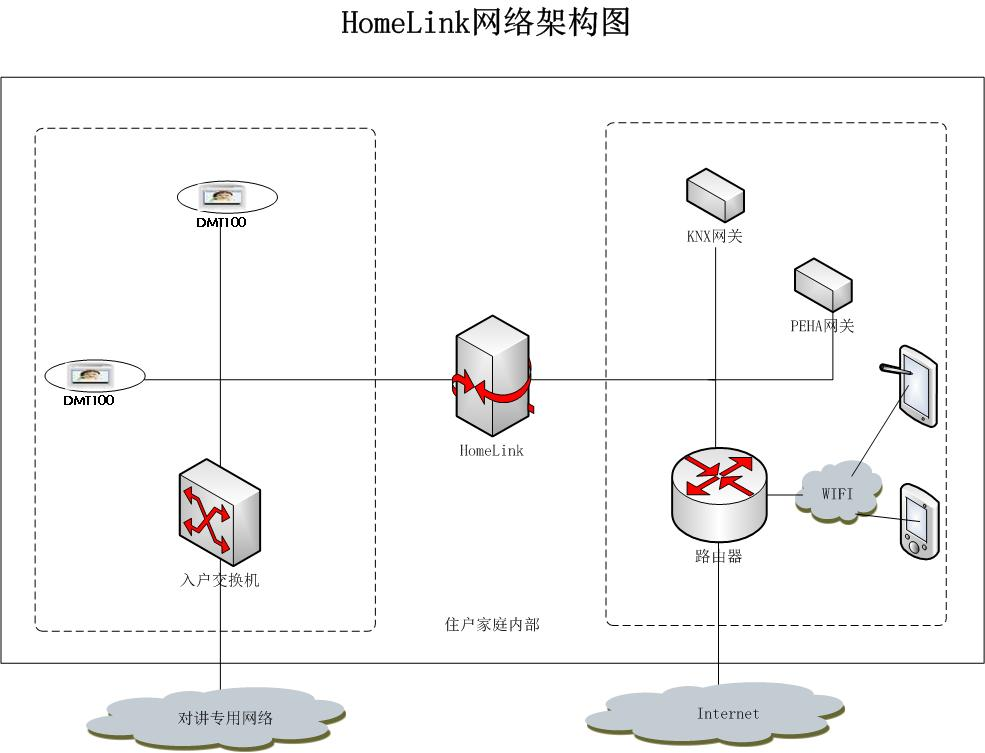 HomeLink网络架构图
DMT100
KNX网关
PEHA网关
DMT100
HomeLink
WIFI
路由器
入户交换机
住户家庭内部
对讲专用网络
Internet